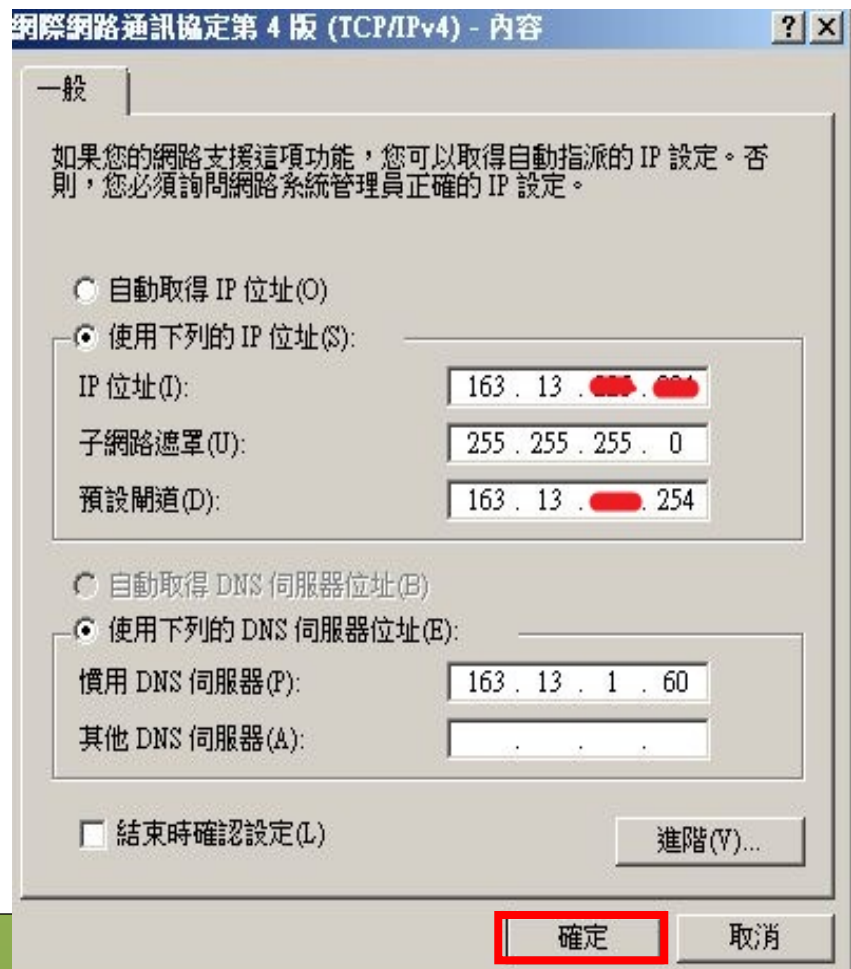 網際網路通訊協定第 4 版 (TCP/IPv4) - 內容
一般
如果您的網路支援這項功能，您可以取得自動指派的 IP 設定。否
則，您必須詢問網路系統管理員正確的 IP 設定。
自動取得 IP 位址(O)
使用下列的 IP 位址(S):
IP 位址(I): 163 . 13 . .
子網路遮罩(U): 255 . 255 . 255 . 0
預設閘道(D): 163 . 13 . . 254
自動取得 DNS 伺服器位址(B)
使用下列的 DNS 伺服器位址(E):
慣用 DNS 伺服器(P): 163 . 13 . 1 . 60
其他 DNS 伺服器(A): . . .
結束時確認設定(L)
進階(V)...
確定 取消